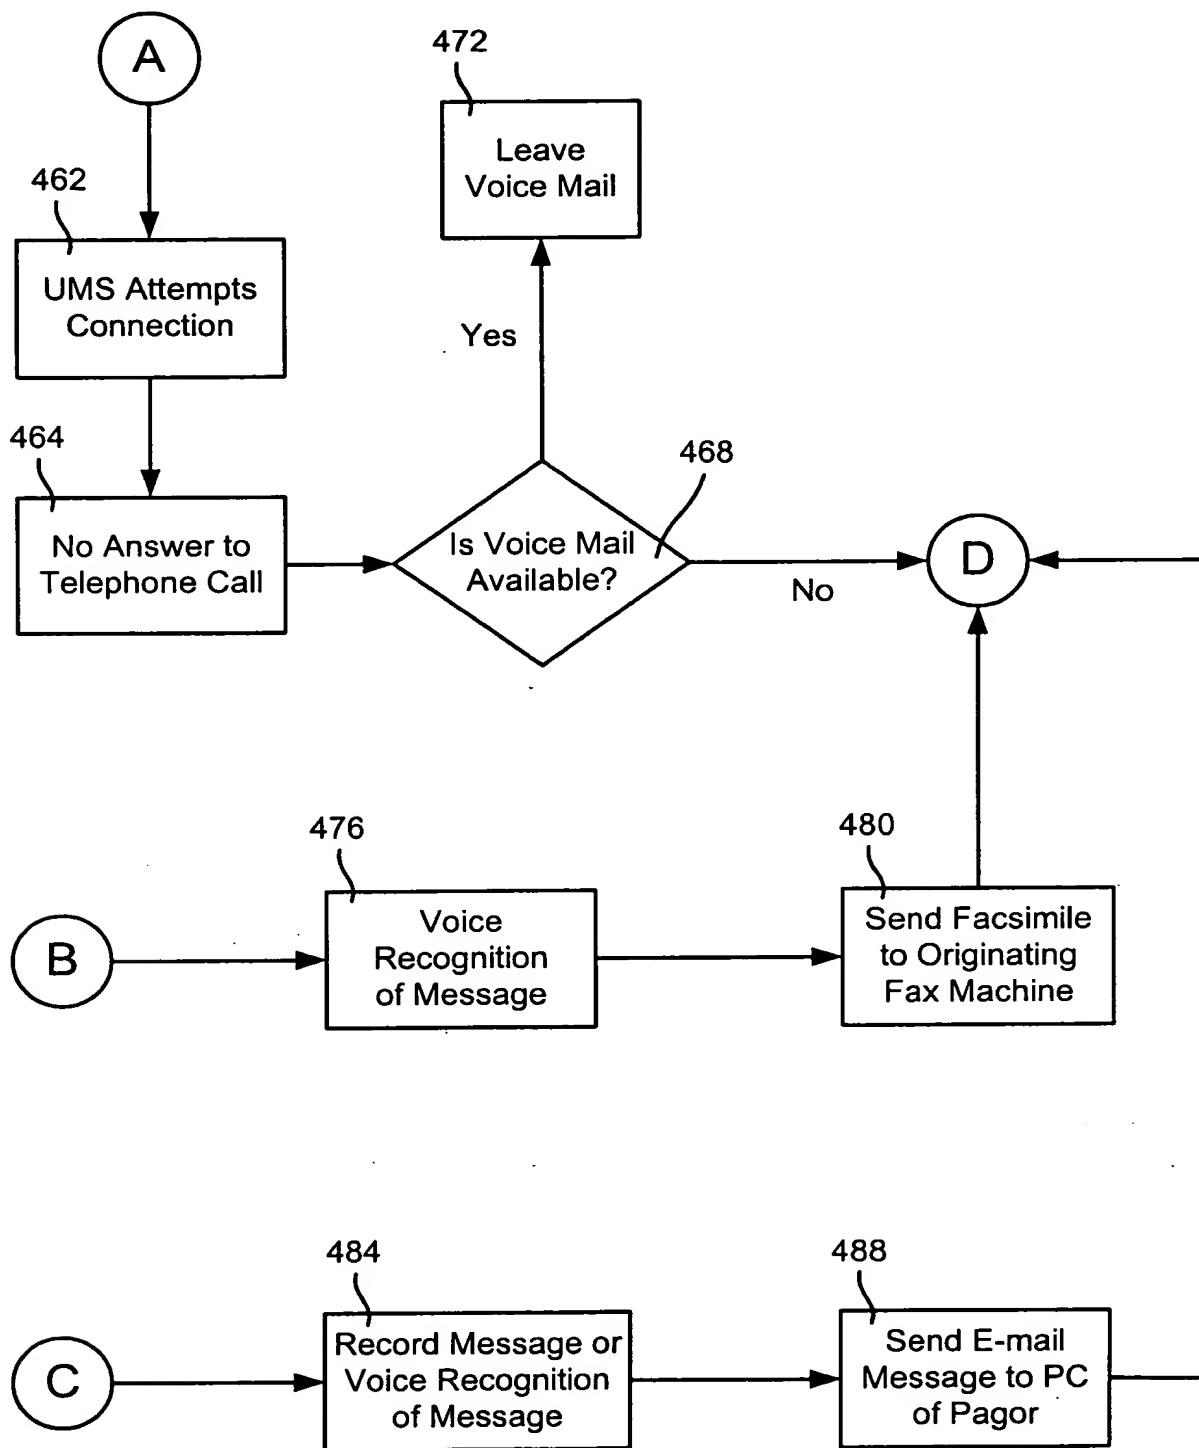 A
472
Leave
Voice Mail
462
UMS Attempts
Connection
Yes
464
468
No Answer to
Telephone Call
Is Voice Mail
Available?
No
D
476
480
B
Voice
Recognition
of Message
Send Facsimile
to Originating
Fax Machine
484
488
C
Record Message or
Voice Recognition
of Message
Send E-mail
Message to PC
of Pagor